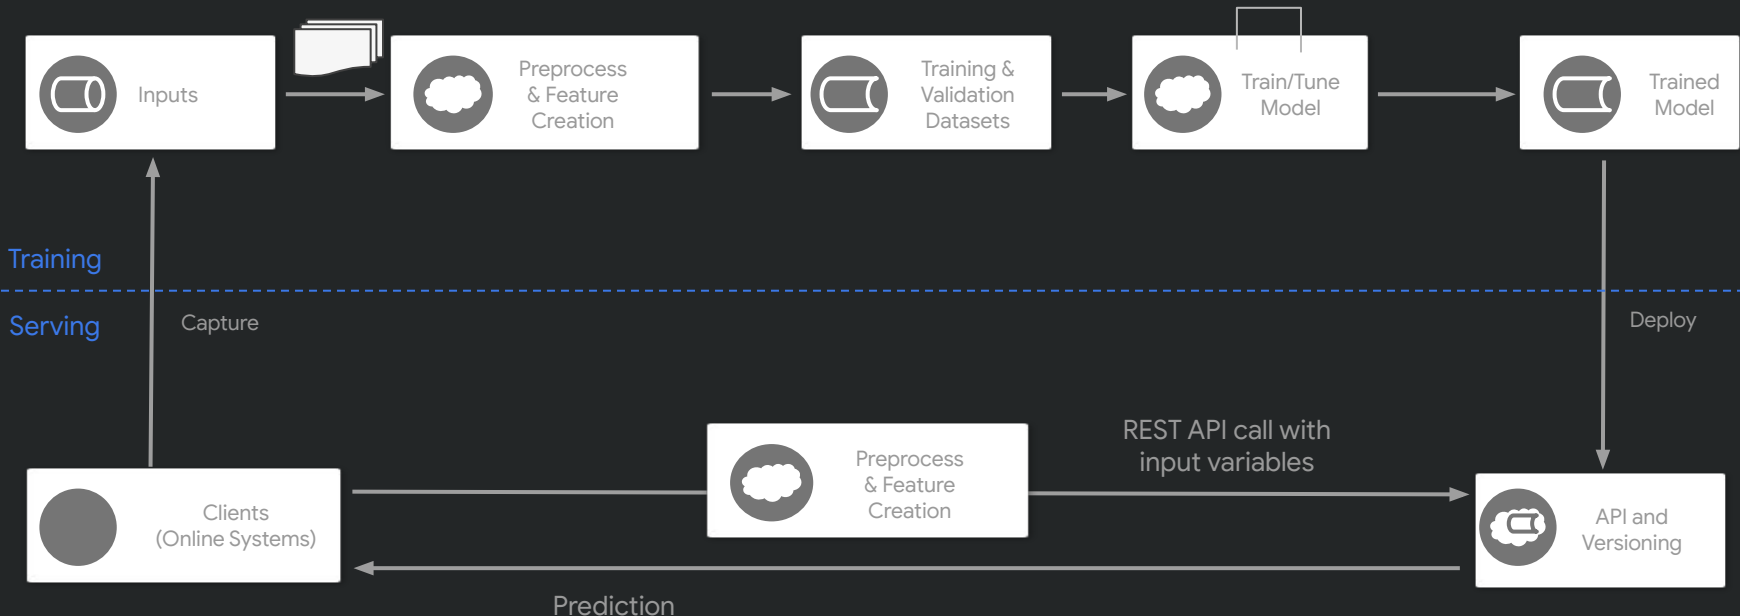 Inputs
Preprocess
& Feature
Creation
Training &
Validation
Datasets
Train/Tune
Model
Trained
Model
Training
Serving
Capture
Deploy
REST API call with
input variables
Preprocess
& Feature
Creation
Clients
(Online Systems)
API and
Versioning
Prediction